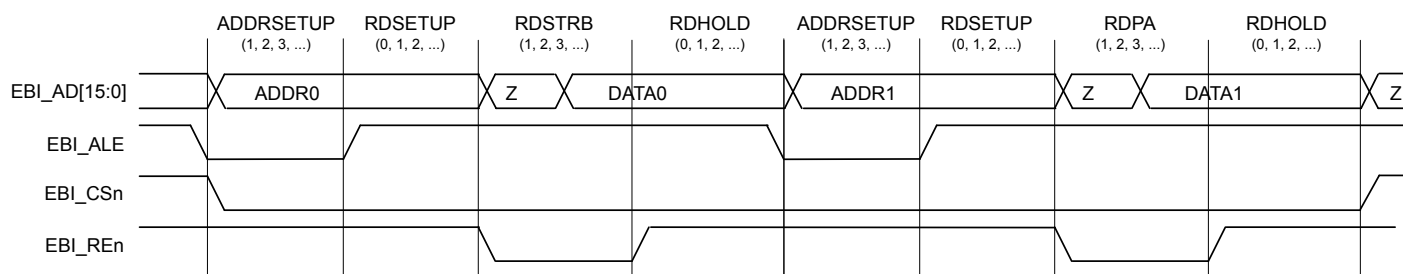 ADDRSETUP RDSETUP RDSTRB RDHOLD ADDRSETUP RDSETUP RDPA RDHOLD
(1, 2, 3, ...) (0, 1, 2, ...) (1, 2, 3, ...) (0, 1, 2, ...) (1, 2, 3, ...) (0, 1, 2, ...) (1, 2, 3, ...) (0, 1, 2, ...)
EBI_AD[15:0] ADDR0 Z DATA0 ADDR1 Z DATA1 Z
EBI_ALE
EBI_CSn
EBI_REn